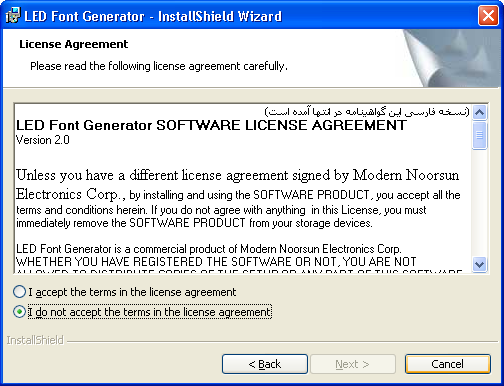 LED Font Generator - InstallShield Wizard
License Agreement
Please read the following license agreement carefully.
(نسخه فارسی این گواهینامه در انتها آمده است)
LED Font Generator SOFTWARE LICENSE AGREEMENT
Version 2.0
Unless you have a different license agreement signed by Modern Noorsun
Electronics Corp., by installing and using the SOFTWARE PRODUCT, you accept all the
terms and conditions herein. If you do not agree with anything in this License, you must
immediately remove the SOFTWARE PRODUCT from your storage devices.
LED Font Generator is a commercial product of Modern Noorsun Electronics Corp.
WHETHER YOU HAVE REGISTERED THE SOFTWARE OR NOT, YOU ARE NOT
ALLOWED TO DISTRIBUTE COPIES OF THE SETUP OR ANY PART OF THIS SOFTWARE
I accept the terms in the license agreement
I do not accept the terms in the license agreement
InstallShield
< Back
Next >
Cancel